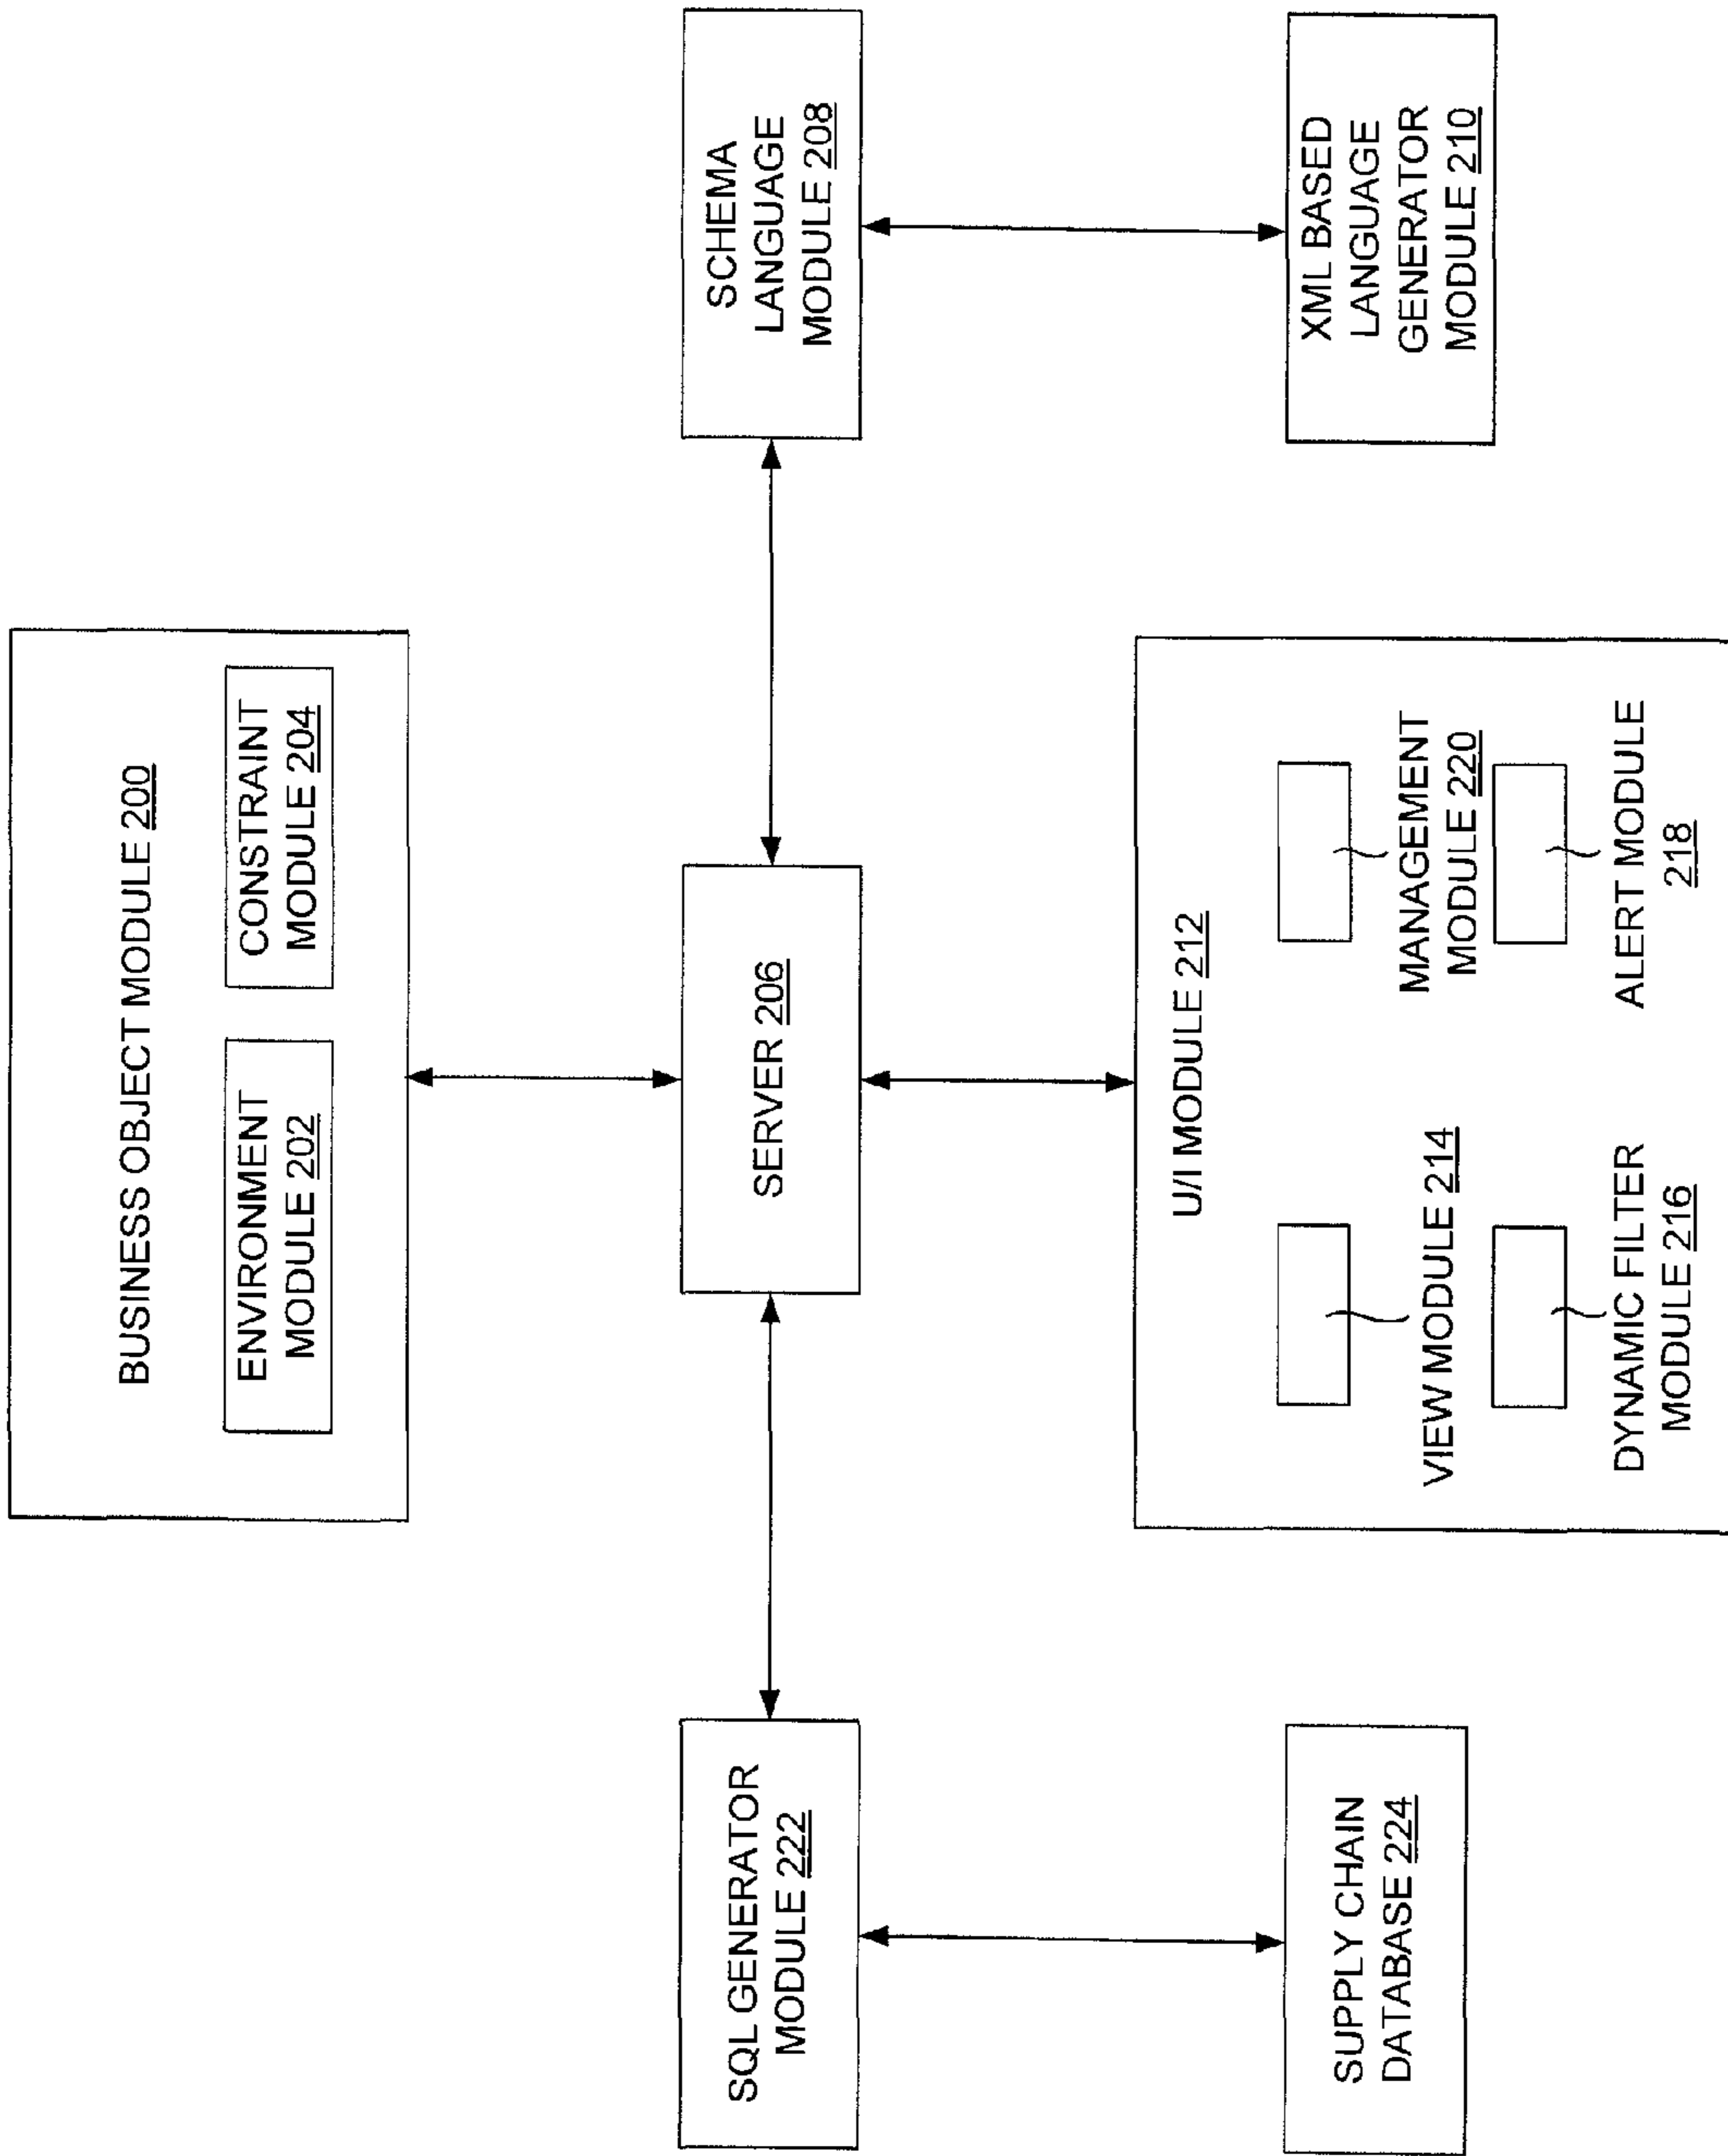 BUSINESS OBJECT MODULE 200
ENVIRONMENT
MODULE 202
CONSTRAINT
MODULE 204
SQL GENERATOR
MODULE 222
SERVER 206
SCHEMA
LANGUAGE
MODULE 208
SUPPLY CHAIN
DATABASE 224
U/I MODULE 212
VIEW MODULE 214
MANAGEMENT
MODULE 220
DYNAMIC FILTER
MODULE 216
ALERT MODULE
218
XML BASED
LANGUAGE
GENERATOR
MODULE 210